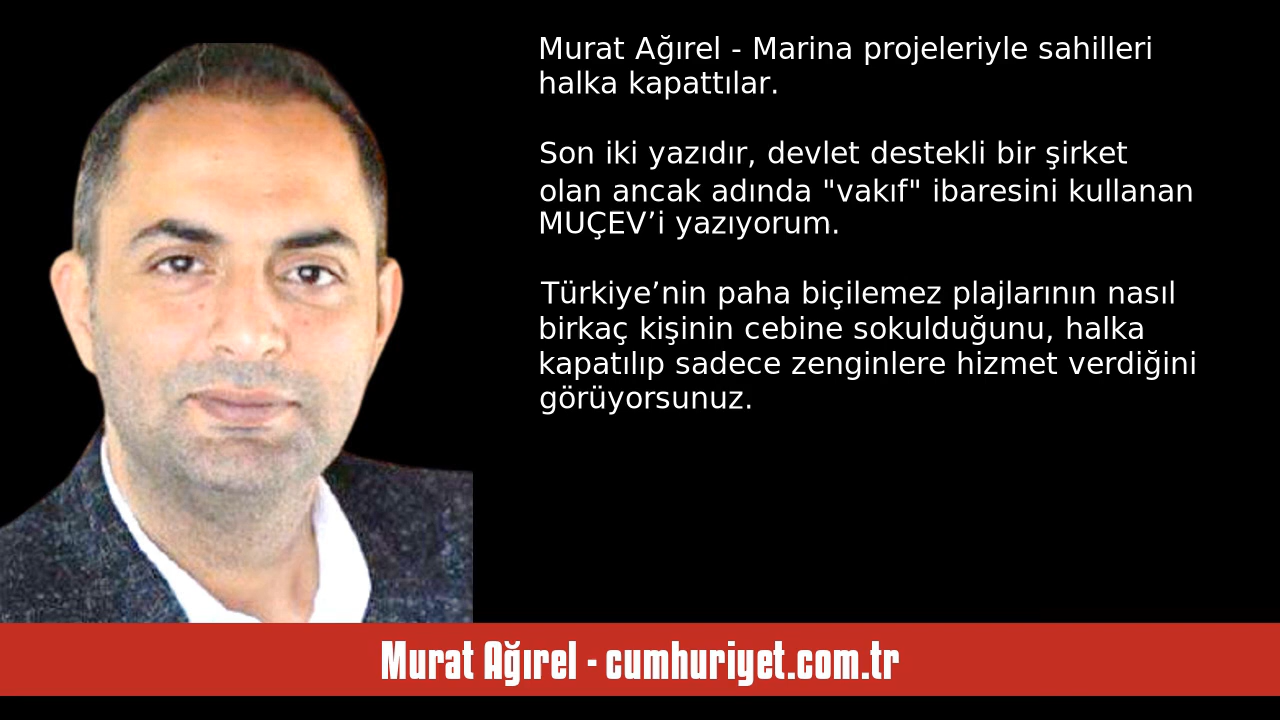 Murat Ağırel - Marina projeleriyle sahilleri
halka kapattılar.
Son iki yazıdır, devlet destekli bir şirket
olan ancak adında "vakıf" ibaresini kullanan
MUÇEV’i yazıyorum.
Türkiye’nin paha biçilemez plajlarının nasıl
birkaç kişinin cebine sokulduğunu, halka
kapatılıp sadece zenginlere hizmet verdiğini
görüyorsunuz.
Murat Ağırel - cumhuriyet.com.tr